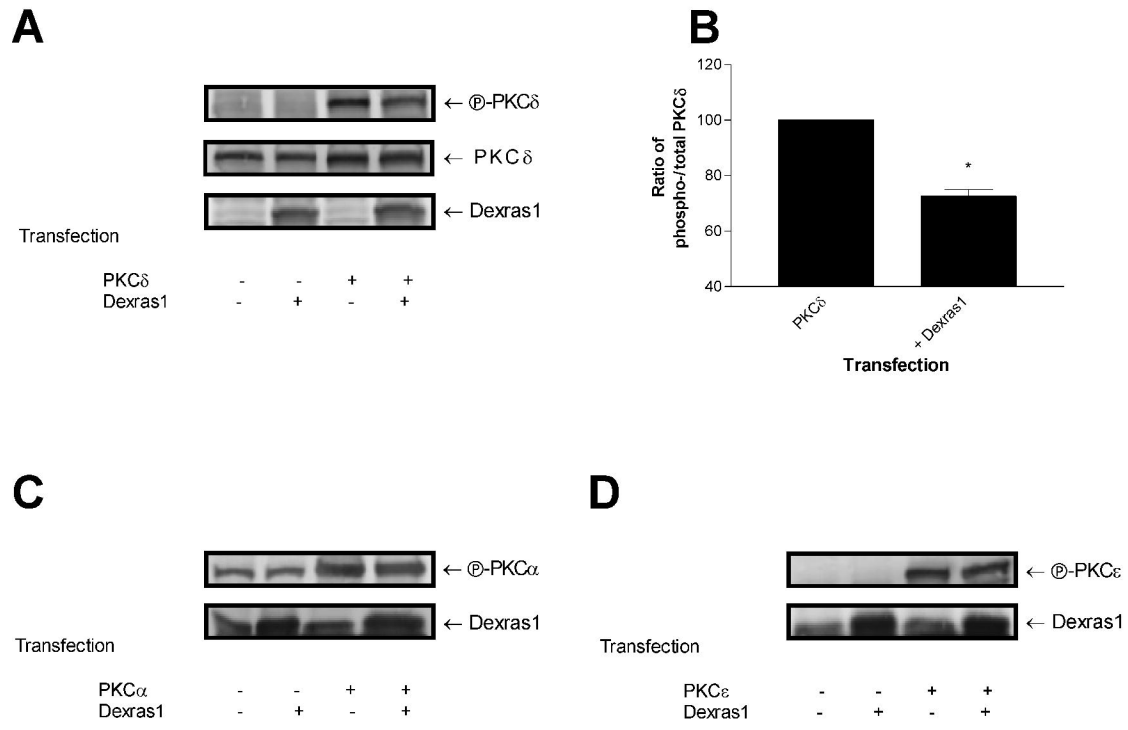 A
← Ⓟ-PKCδ
← PKCδ
← Dexras1
Transfection
PKCδ - - + +
Dexras1 - + - +
B
Ratio of
phospho-/total PKCδ
120
100
80
60
40
*
PKCδ
+ Dexras1
Transfection
C
← Ⓟ-PKCα
← Dexras1
Transfection
PKCα - - + +
Dexras1 - + - +
D
← Ⓟ-PKCε
← Dexras1
Transfection
PKCε - - + +
Dexras1 - + - +